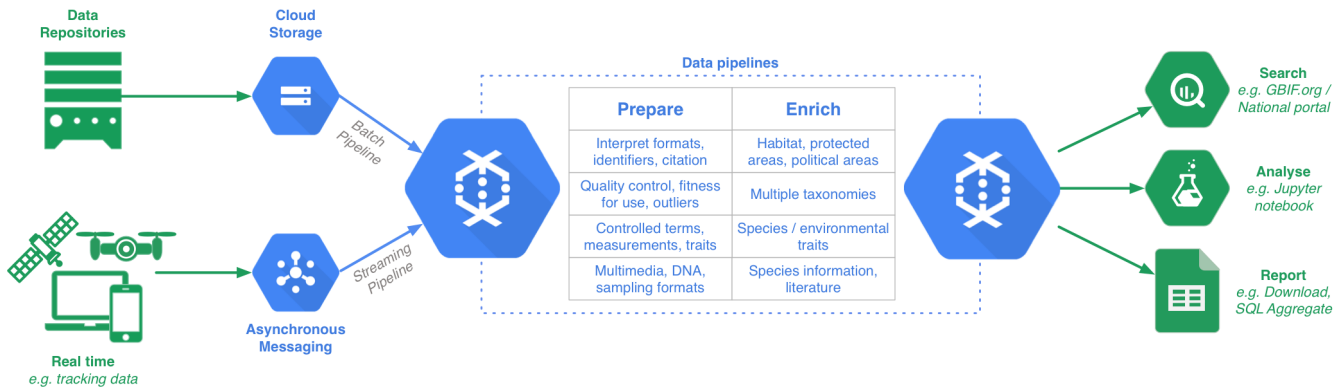 Data
Repositories
Cloud
Storage
Batch
Pipeline
Real time
e.g. tracking data
Asynchronous
Messaging
Streaming
Pipeline
Data pipelines
Prepare
Enrich
Interpret formats,
identifiers, citation
Habitat, protected
areas, political areas
Quality control, fitness
for use, outliers
Multiple taxonomies
Controlled terms,
measurements, traits
Species / environmental
traits
Multimedia, DNA,
sampling formats
Species information,
literature
Search
e.g. GBIF.org /
National portal
Analyse
e.g. Jupyter
notebook
Report
e.g. Download,
SQL Aggregate